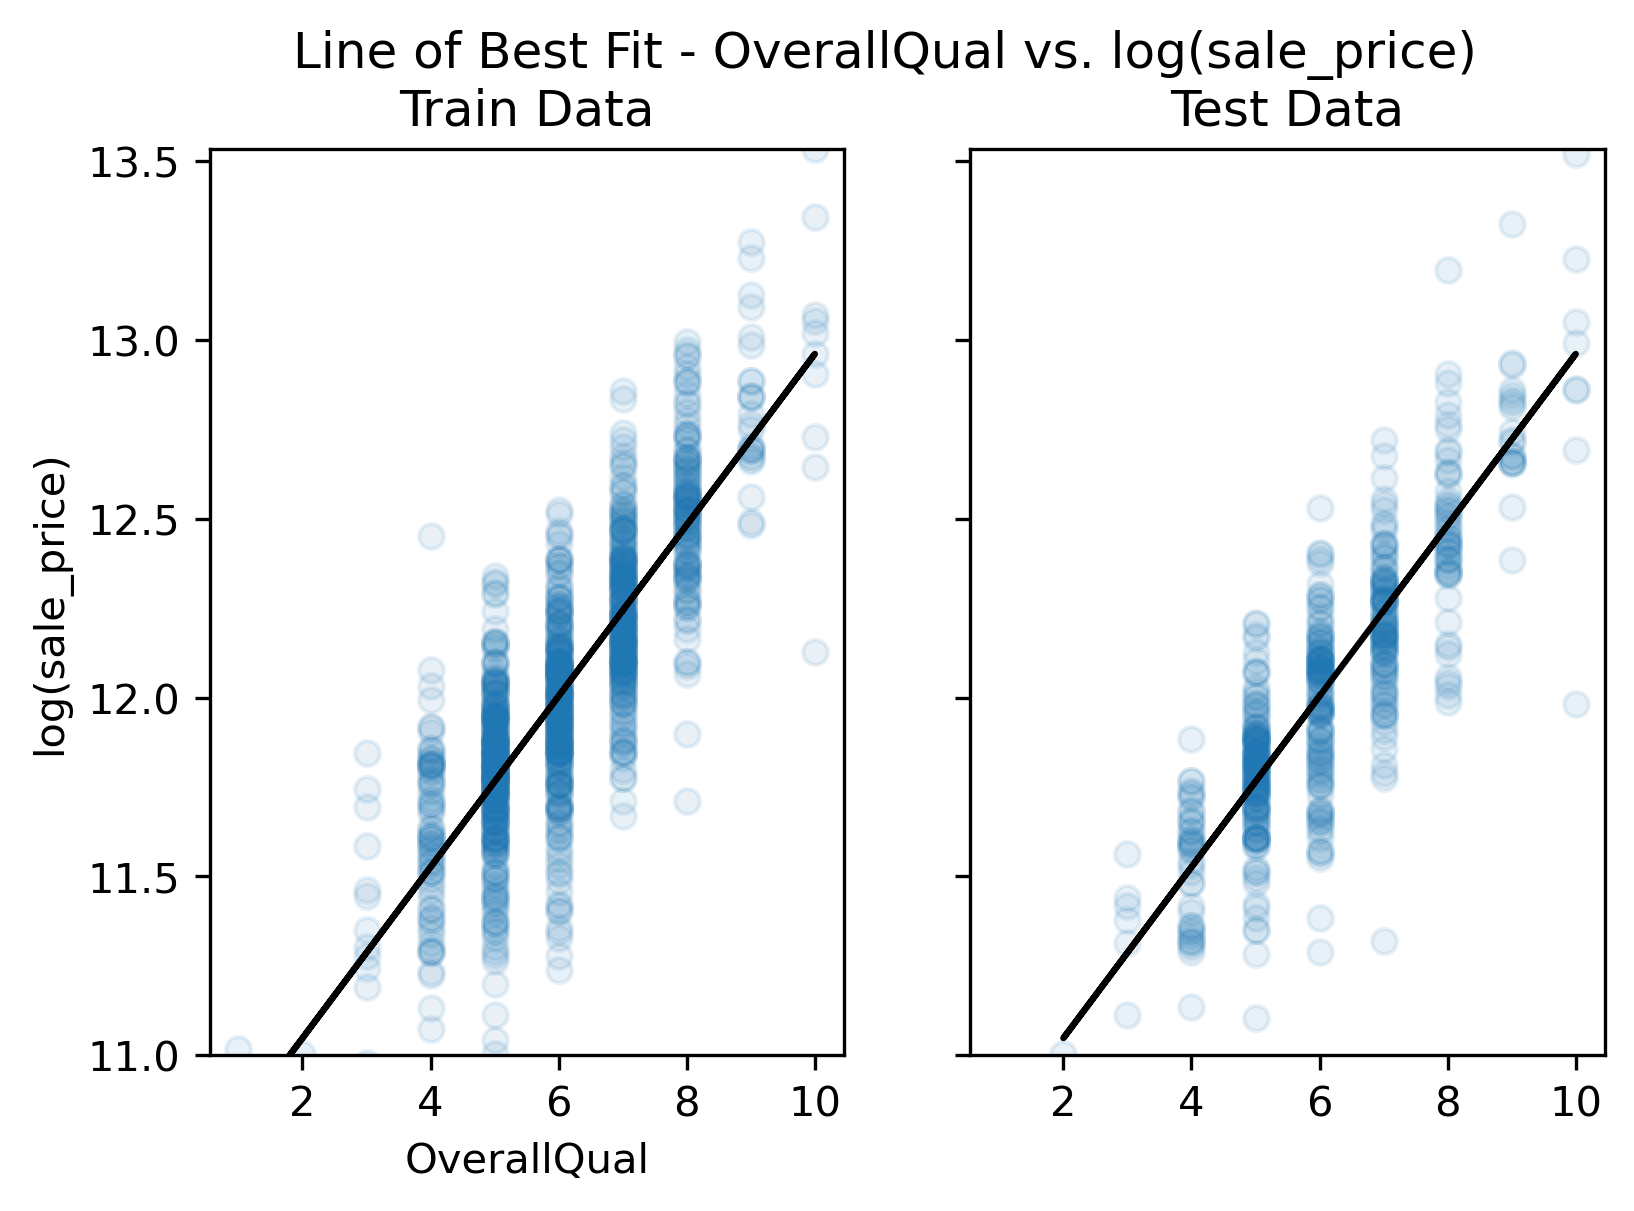 Line of Best Fit - OverallQual vs. log(sale_price)
Train Data
Test Data
13.5
13.0
12.5
12.0
11.5
11.0
log(sale_price)
2 4 6 8 10
2 4 6 8 10
OverallQual